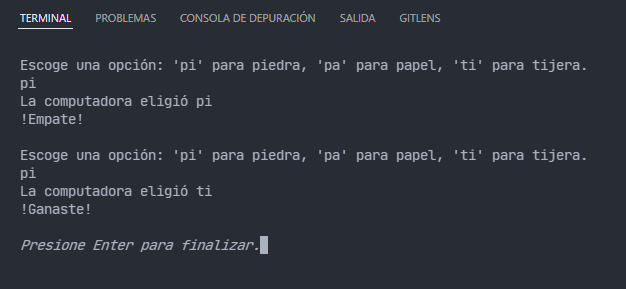 TERMINAL PROBLEMAS CONSOLA DE DEPURACIÓN SALIDA GITLENS
Escoge una opción: 'pi' para piedra, 'pa' para papel, 'ti' para tijera.
pi
La computadora eligió pi
!Empate!
Escoge una opción: 'pi' para piedra, 'pa' para papel, 'ti' para tijera.
pi
La computadora eligió ti
!Ganaste!
Presione Enter para finalizar.